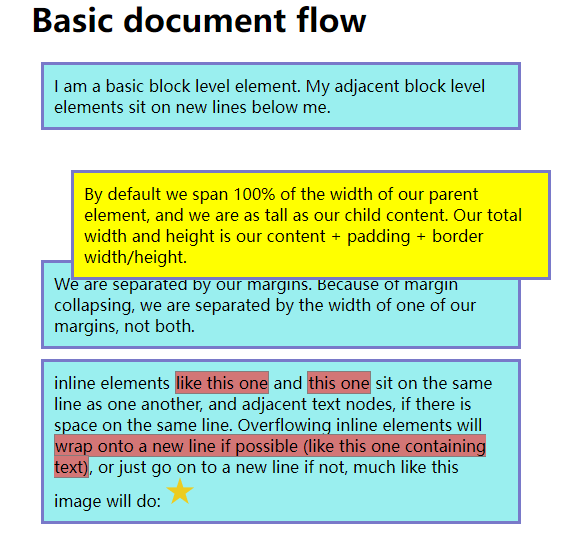 Basic document flow
I am a basic block level element. My adjacent block level
elements sit on new lines below me.
By default we span 100% of the width of our parent
element, and we are as tall as our child content. Our total
width and height is our content + padding + border
width/height.
We are separated by our margins. Because of margin
collapsing, we are separated by the width of one of our
margins, not both.
inline elements like this one and this one sit on the same
line as one another, and adjacent text nodes, if there is
space on the same line. Overflowing inline elements will
wrap onto a new line if possible (like this one containing
text), or just go on to a new line if not, much like this
image will do: